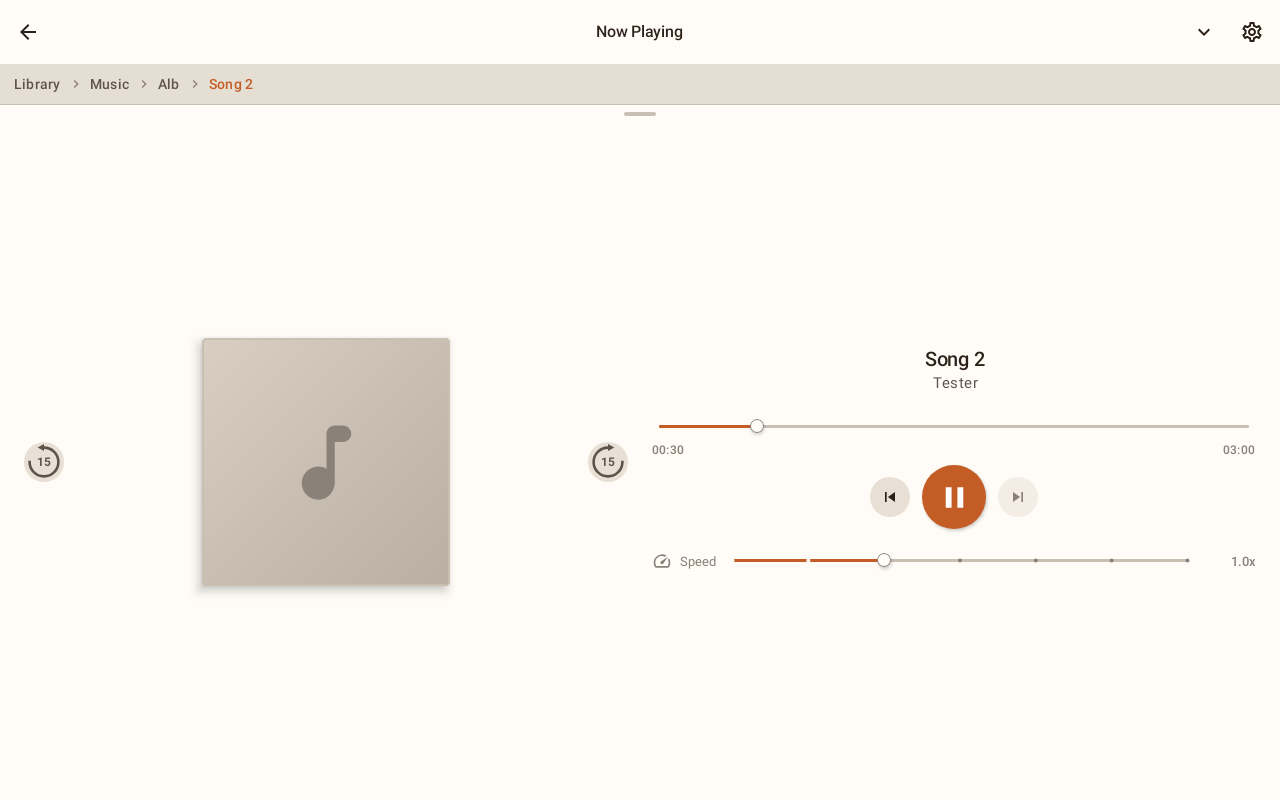 Now Playing
Library > Music > Alb > Song 2
15
15
Song 2
Tester
00:30
03:00
Speed
1.0x